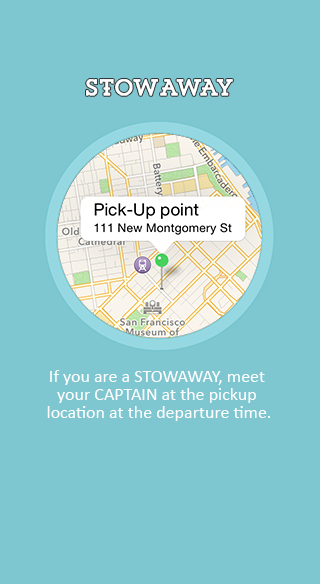 STOWAWAY
Battery
Embarcadero
Pick-Up point
111 New Montgomery St
Old
Cathedral
San Francisco
Museum of
If you are a STOWAWAY, meet
your CAPTAIN at the pickup
location at the departure time.